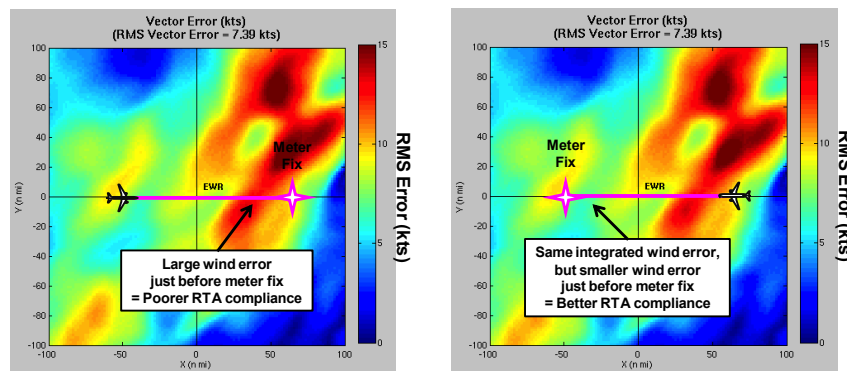 Vector Error (kts)
(RMS Vector Error = 7.39 kts)
100
80
60
40
20
0
-20
-40
-60
-80
-100
Y (n mi)
-100
-50
0
50
100
X (n mi)
Meter
Fix
EWR
Large wind error
just before meter fix
= Poorer RTA compliance
15
10
5
0
RMS Error (kts)
Vector Error (kts)
(RMS Vector Error = 7.39 kts)
100
80
60
40
20
0
-20
-40
-60
-80
-100
Y (n mi)
-100
-50
0
50
100
X (n mi)
Meter
Fix
EWR
Same integrated wind error,
but smaller wind error
just before meter fix
= Better RTA compliance
15
10
5
0
RMS Error (kts)